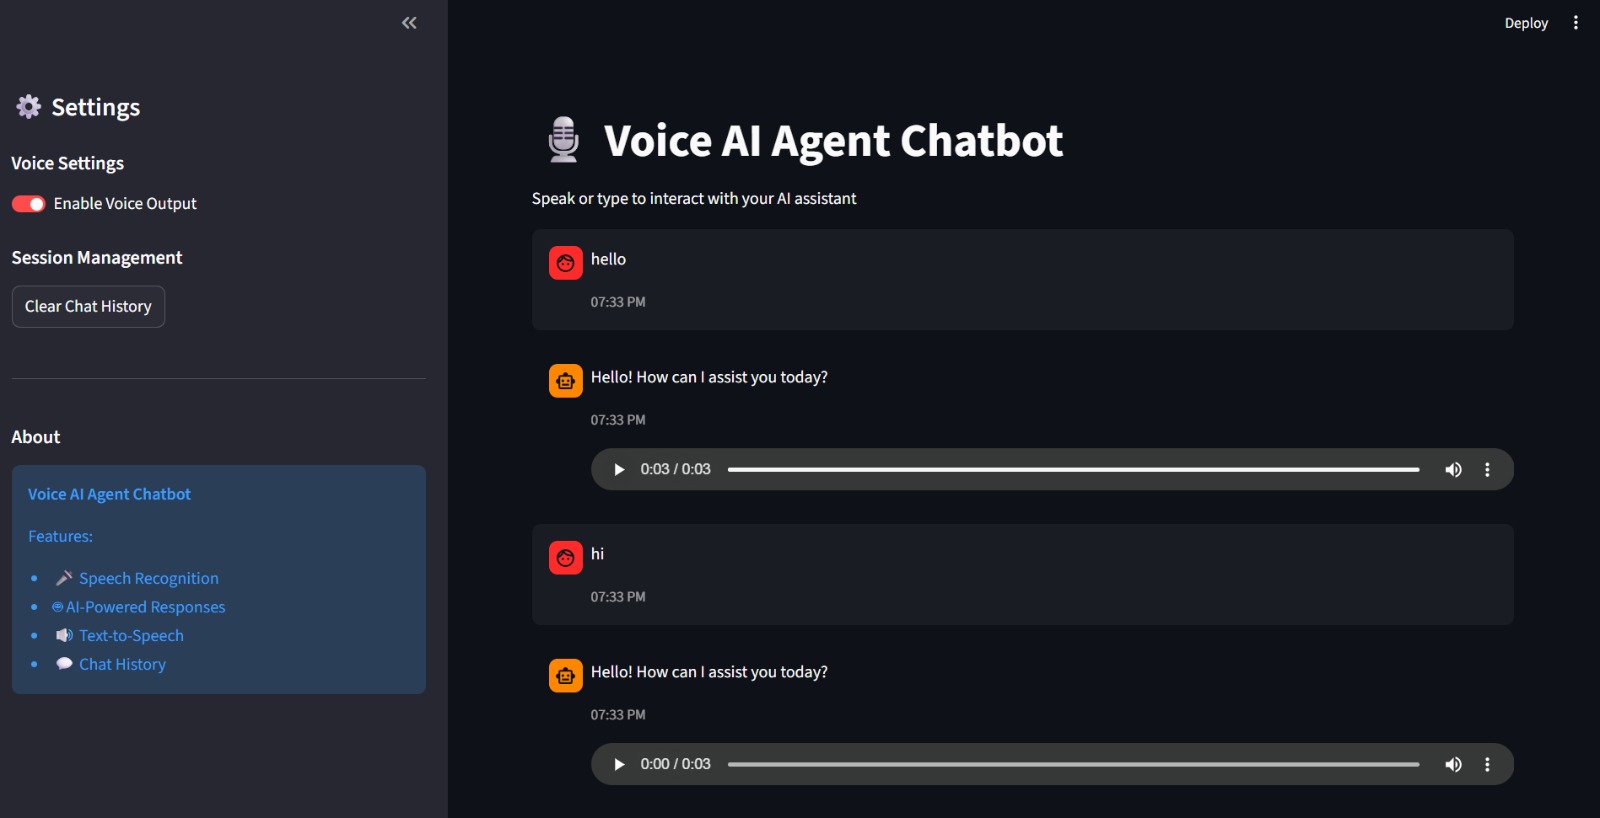 Deploy
Settings
Voice Settings
Enable Voice Output
Session Management
Clear Chat History
About
Voice AI Agent Chatbot
Features:
Speech Recognition
AI-Powered Responses
Text-to-Speech
Chat History
Voice AI Agent Chatbot
Speak or type to interact with your AI assistant
hello
07:33 PM
Hello! How can I assist you today?
07:33 PM
0:03 / 0:03
hi
07:33 PM
Hello! How can I assist you today?
07:33 PM
0:00 / 0:03